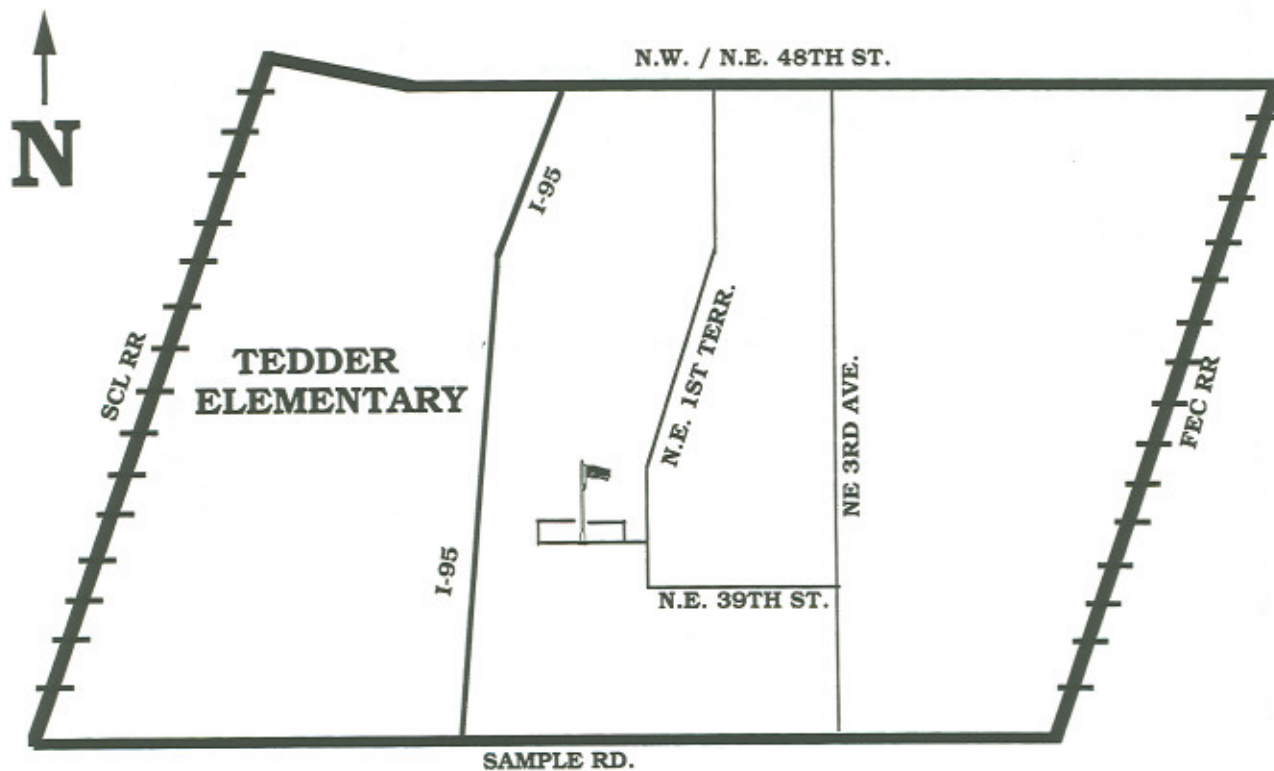 N.W. / N.E. 48TH ST.
N
I-95
SCL RR
TEDDER
ELEMENTARY
N.E. 1ST TERR.
NE 3RD AVE.
FEC RR
I-95
N.E. 39TH ST.
SAMPLE RD.